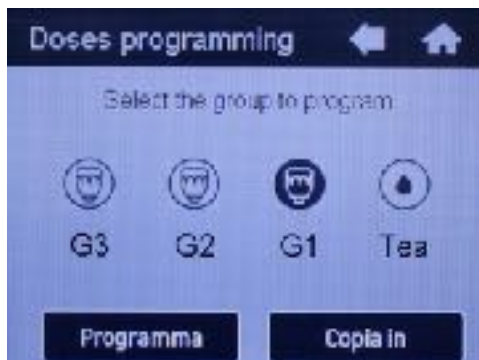 Doses programming
Select the group to program
G3 G2 G1 Tea
Programma Copia in